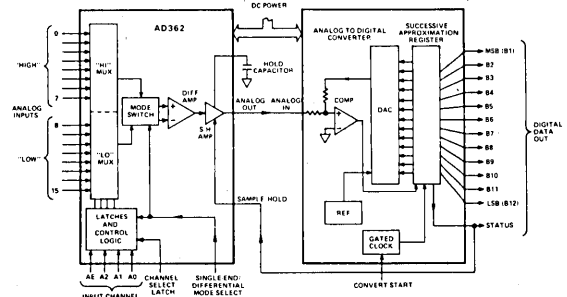 DC POWER
AD362
ANALOG TO DIGITAL
CONVERTER
SUCCESSIVE
APPROXIMATION
REGISTER
0
"HIGH"
7
ANALOG
INPUTS
8
"LOW"
15
"HI"
MUX
"LO"
MUX
MODE
SWITCH
DIFF
AMP
HOLD
CAPACITOR
S.H
AMP
ANALOG
OUT
ANALOG
IN
COMP
DAC
REF
GATED
CLOCK
MSB (B1)
B2
B3
B4
B5
B6
B7
B8
B9
B10
B11
LSB (B12)
STATUS
DIGITAL
DATA
OUT
SAMPLE HOLD
LATCHES
AND
CONTROL
LOGIC
AE A2 A1 A0
INPUT CHANNEL
CHANNEL
SELECT
LATCH
SINGLE END/
DIFFERENTIAL
MODE SELECT
CONVERT START